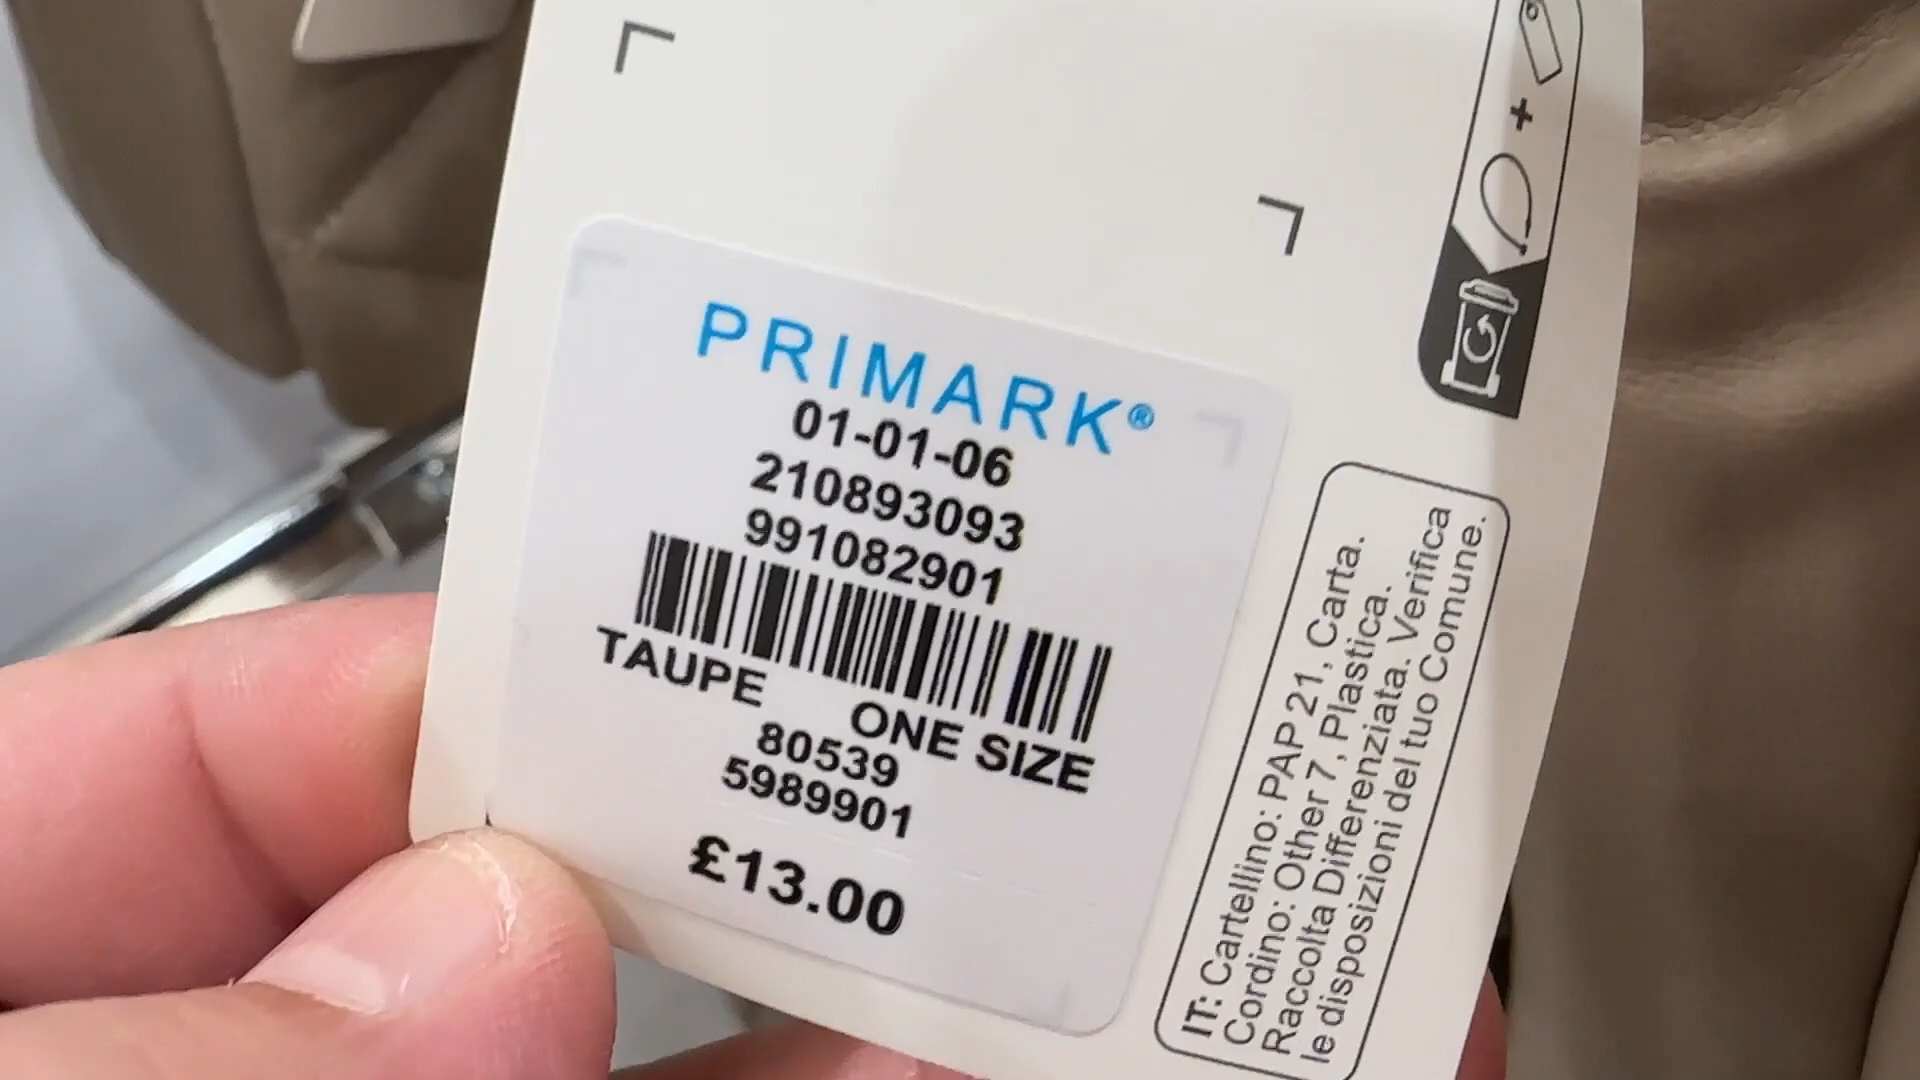 PRIMARK®
01-01-06
210893093
991082901
TAUPE ONE SIZE
80539
5989901
£13.00
+
IT: Cartellino: PAP 21, Carta.
Cordino: Other 7, Plastica.
Raccolta Differenziata. Verifica
le disposizioni del tuo Comune.